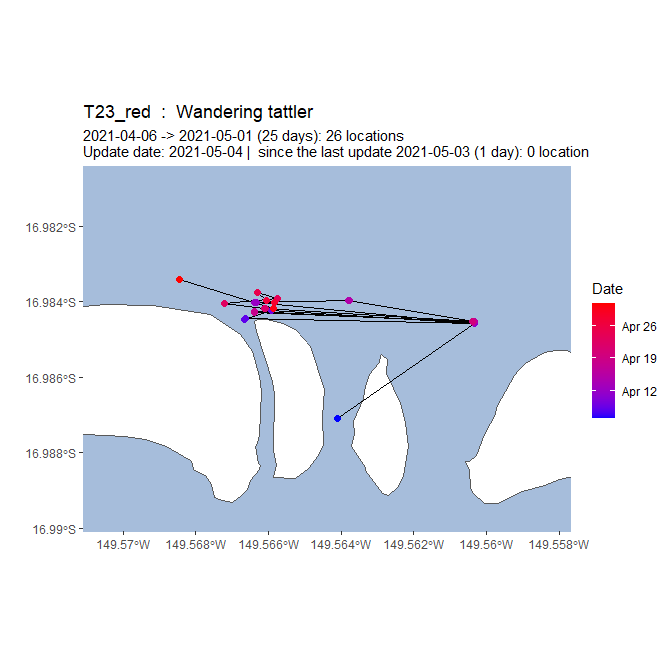 T23_red : Wandering tattler
2021-04-06 -> 2021-05-01 (25 days): 26 locations
Update date: 2021-05-04 | since the last update 2021-05-03 (1 day): 0 location
16.982°S
16.984°S
16.986°S
16.988°S
16.99°S
149.57°W 149.568°W 149.566°W 149.564°W 149.562°W 149.56°W 149.558°W
Date
Apr 26
Apr 19
Apr 12